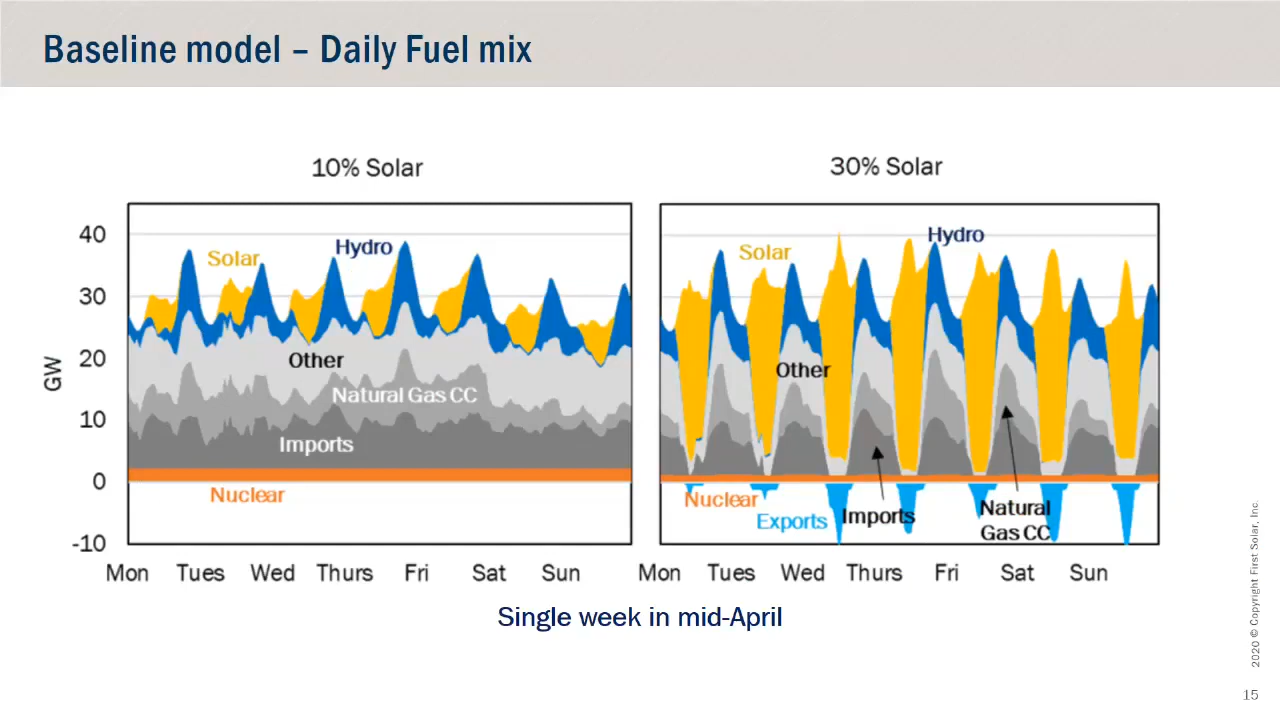 Baseline model – Daily Fuel mix
10% Solar
40
30
20
10
0
-10
GW
Solar
Hydro
Other
Natural Gas CC
Imports
Nuclear
Mon Tues Wed Thurs Fri Sat Sun
30% Solar
Solar
Hydro
Other
Nuclear
Exports
Imports
Natural
Gas CC
Mon Tues Wed Thurs Fri Sat Sun
Single week in mid-April
2020 © Copyright First Solar, Inc.
15